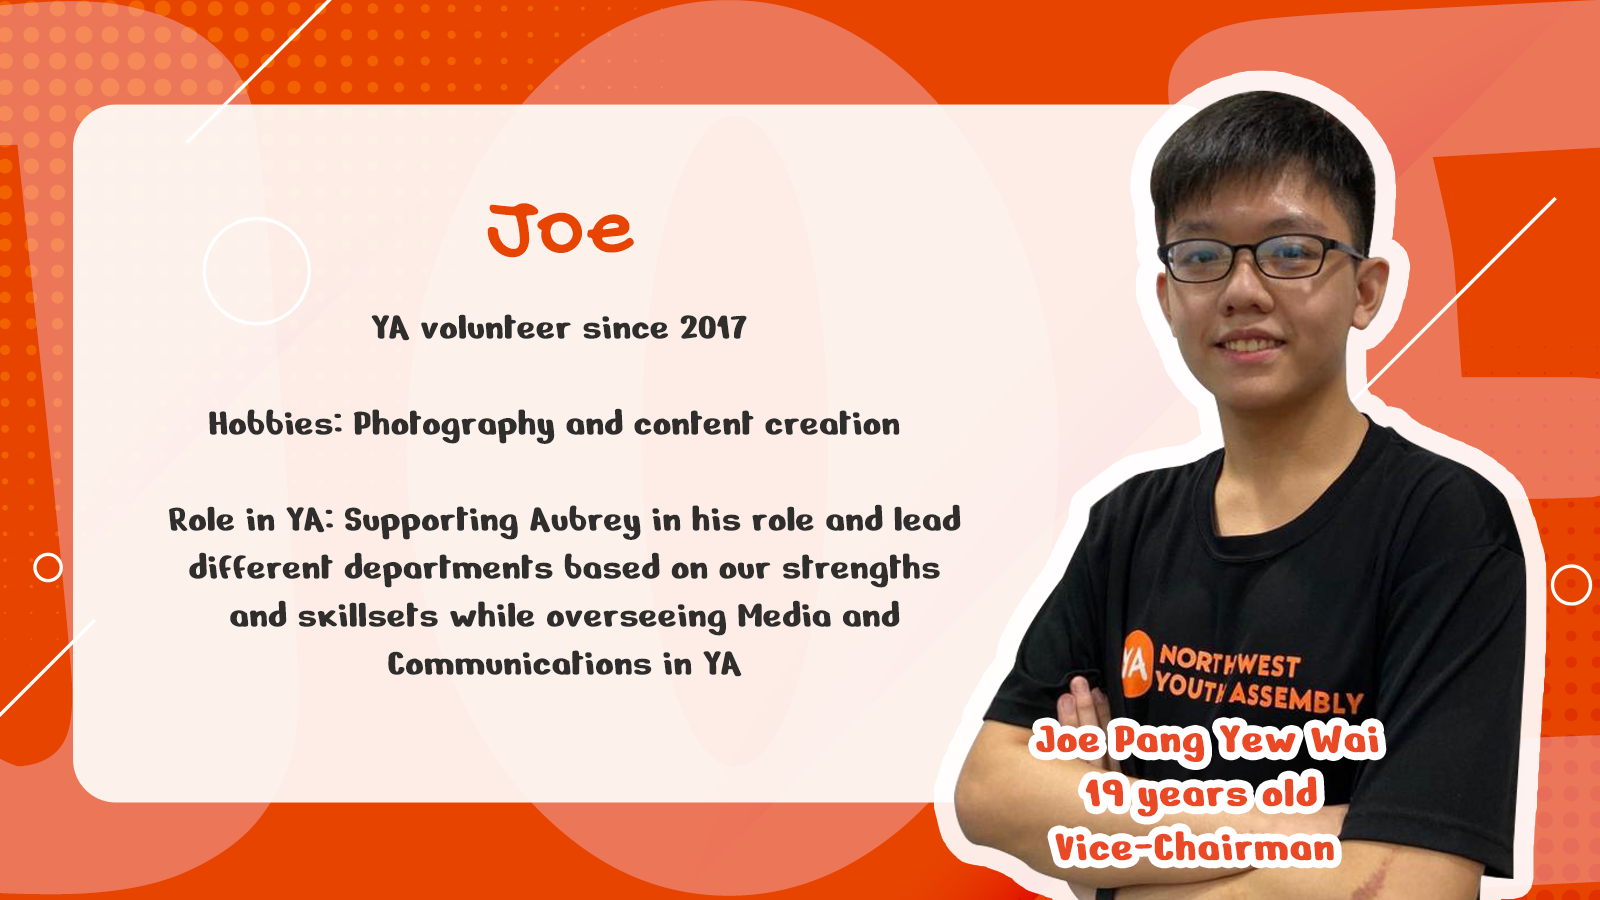 Joe
YA volunteer since 2017
Hobbies: Photography and content creation
Role in YA: Supporting Aubrey in his role and lead
different departments based on our strengths
and skillsets while overseeing Media and
Communications in YA
YA NORTHWEST
YOUTH ASSEMBLY
Joe Pang Yew Wai
19 years old
Vice-Chairman